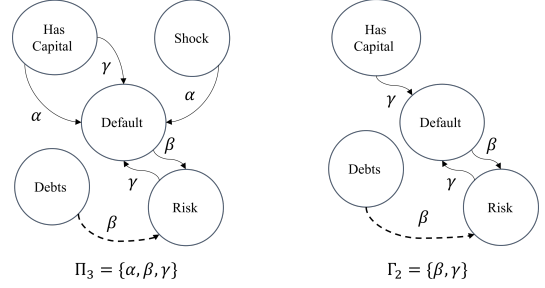 Has
Capital
Shock
γ
α
α
Default
β
Debts
γ
Risk
β
Π₃ = {α, β, γ}
Has
Capital
γ
Default
β
Debts
γ
Risk
β
Γ₂ = {β, γ}